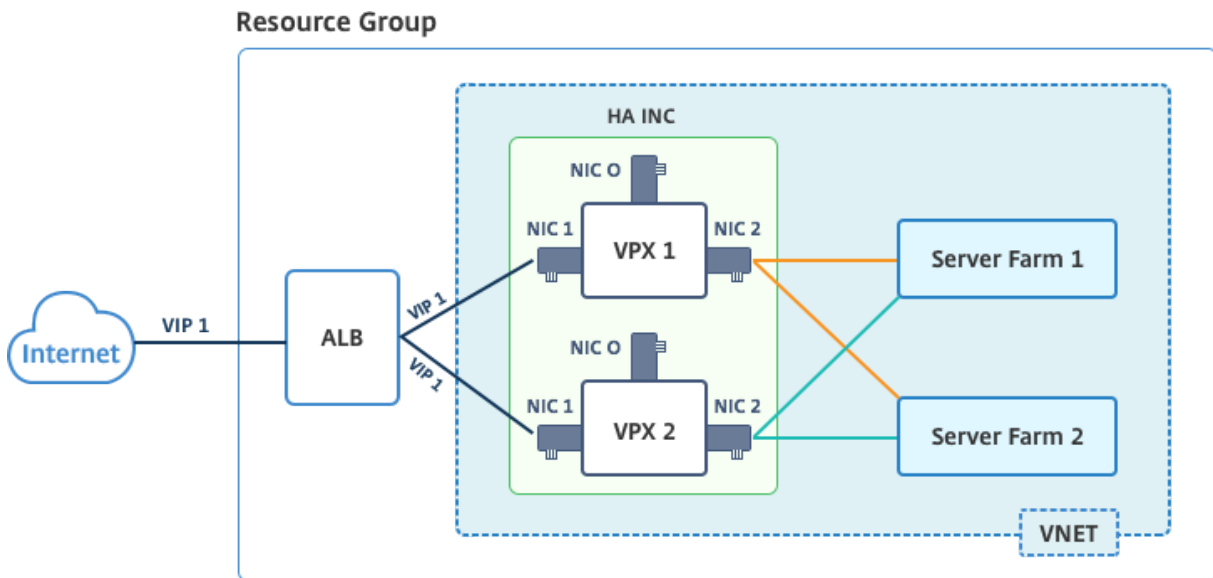 Resource Group
HA INC
NIC O
NIC 1
NIC 2
VPX 1
Server Farm 1
VIP 1
VIP 1
ALB
Internet
VIP 1
NIC O
NIC 1
NIC 2
VPX 2
Server Farm 2
VNET